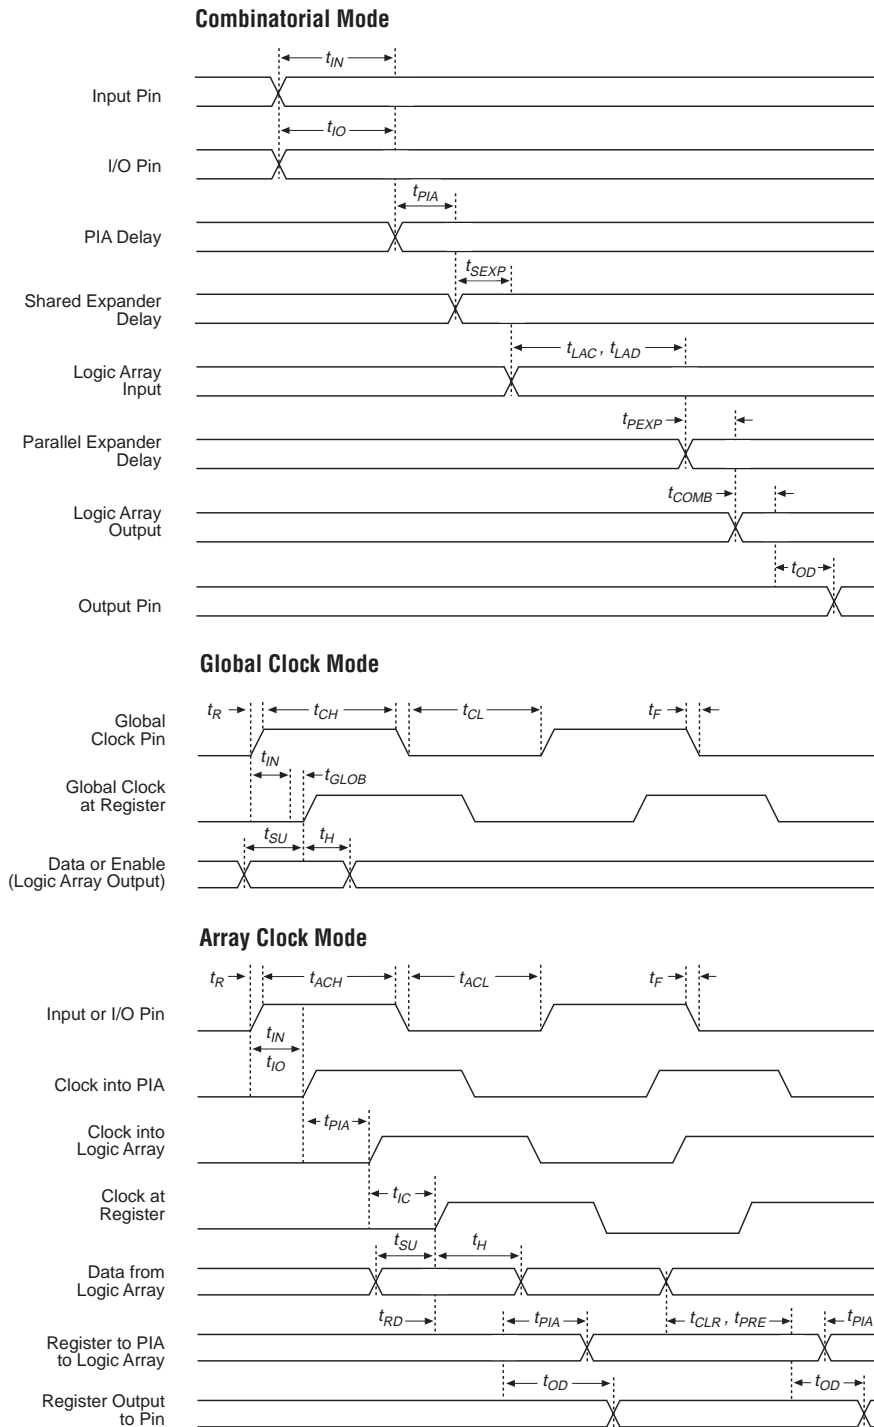 Combinatorial Mode
t_IN
Input Pin
t_IO
I/O Pin
t_PIA
PIA Delay
t_SEXP
Shared Expander
Delay
t_LAC , t_LAD
Logic Array
Input
t_PEXP
Parallel Expander
Delay
t_COMB
Logic Array
Output
t_OD
Output Pin
Global Clock Mode
t_R t_CH t_CL t_F
Global
Clock Pin
t_IN t_GLOB
Global Clock
at Register
t_SU t_H
Data or Enable
(Logic Array Output)
Array Clock Mode
t_R t_ACH t_ACL t_F
Input or I/O Pin
t_IN
t_IO
Clock into PIA
t_PIA
Clock into
Logic Array
t_IC
Clock at
Register
t_SU t_H
Data from
Logic Array
t_RD t_PIA t_CLR , t_PRE t_PIA
Register to PIA
to Logic Array
t_OD t_OD
Register Output
to Pin